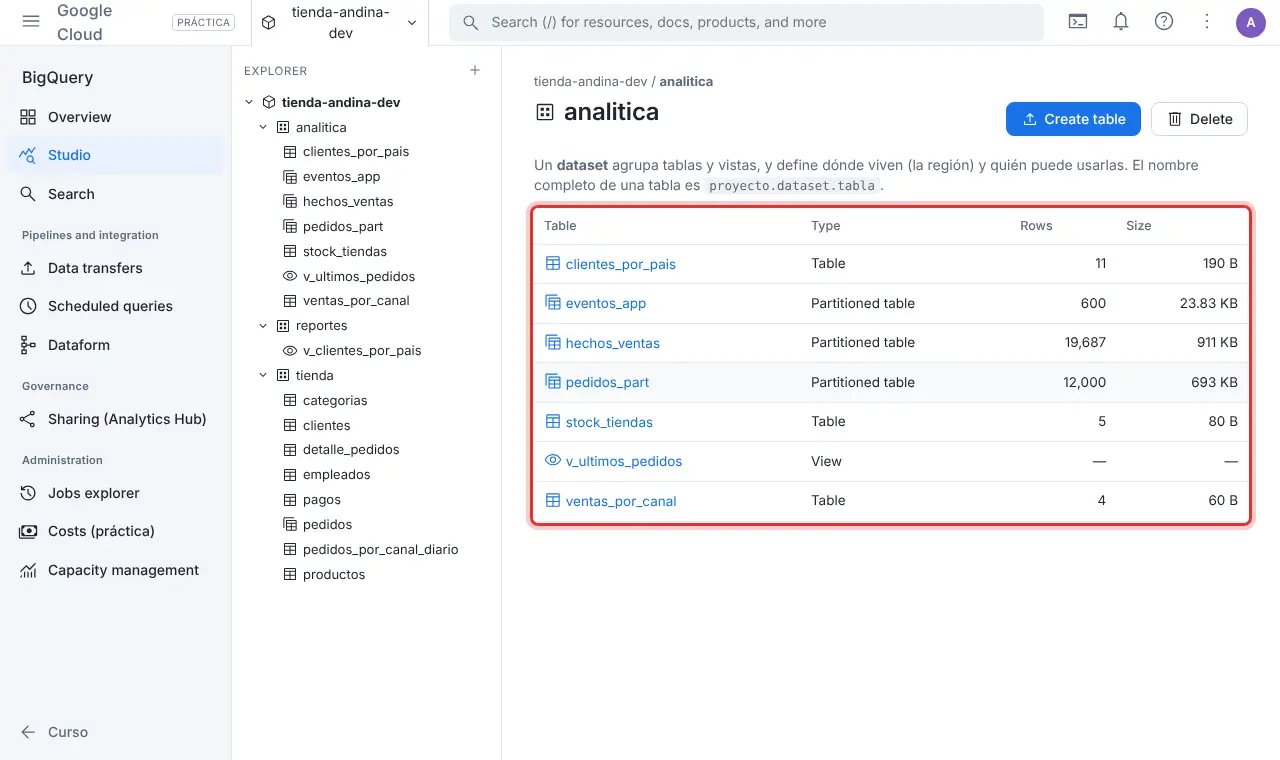 Google Cloud
PRÁCTICA
tienda-andina-dev
Search (/) for resources, docs, products, and more
A
BigQuery
Overview
Studio
Search
Pipelines and integration
Data transfers
Scheduled queries
Dataform
Governance
Sharing (Analytics Hub)
Administration
Jobs explorer
Costs (práctica)
Capacity management
Curso
EXPLORER
tienda-andina-dev
analitica
clientes_por_pais
eventos_app
hechos_ventas
pedidos_part
stock_tiendas
v_ultimos_pedidos
ventas_por_canal
reportes
v_clientes_por_pais
tienda
categorias
clientes
detalle_pedidos
empleados
pagos
pedidos
pedidos_por_canal_diario
productos
tienda-andina-dev / analitica
analitica
Create table
Delete
Un dataset agrupa tablas y vistas, y define dónde viven (la región) y quién puede usarlas. El nombre
completo de una tabla es proyecto.dataset.tabla.
Table Type Rows Size
clientes_por_pais Table 11 190 B
eventos_app Partitioned table 600 23.83 KB
hechos_ventas Partitioned table 19,687 911 KB
pedidos_part Partitioned table 12,000 693 KB
stock_tiendas Table 5 80 B
v_ultimos_pedidos View — —
ventas_por_canal Table 4 60 B